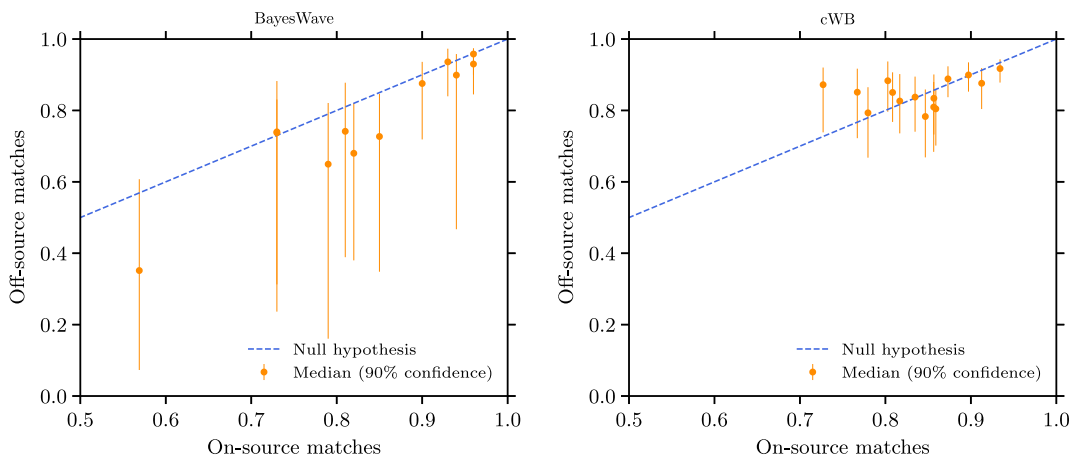 BayesWave
1.0
0.8
0.6
0.4
0.2
0.0
Off-source matches
Null hypothesis
Median (90% confidence)
0.5 0.6 0.7 0.8 0.9 1.0
On-source matches
cWB
1.0
0.8
0.6
0.4
0.2
0.0
Off-source matches
Null hypothesis
Median (90% confidence)
0.5 0.6 0.7 0.8 0.9 1.0
On-source matches